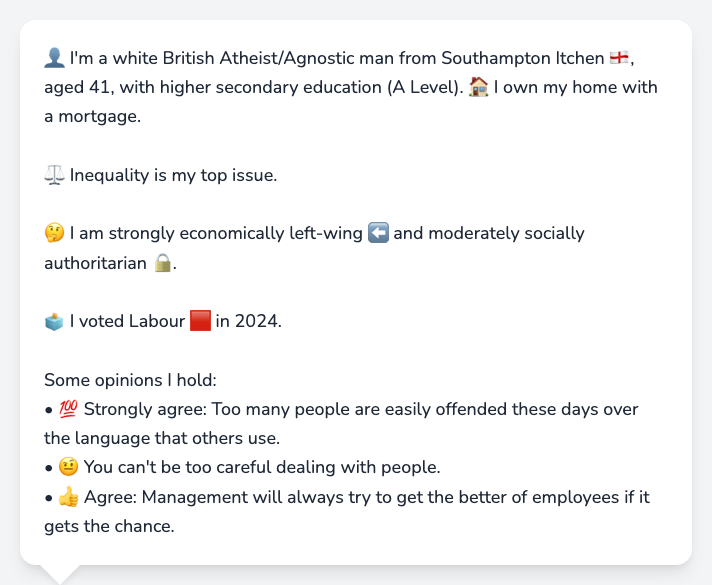 👤 I'm a white British Atheist/Agnostic man from Southampton Itchen 🏴󠁧󠁢󠁥󠁮󠁧󠁿,
aged 41, with higher secondary education (A Level). 🏠 I own my home with
a mortgage.
⚖️ Inequality is my top issue.
🤔 I am strongly economically left-wing ⬅️ and moderately socially
authoritarian 🔒.
🗳️ I voted Labour 🟥 in 2024.
Some opinions I hold:
• 💯 Strongly agree: Too many people are easily offended these days over
the language that others use.
• 🤨 You can't be too careful dealing with people.
• 👍 Agree: Management will always try to get the better of employees if it
gets the chance.